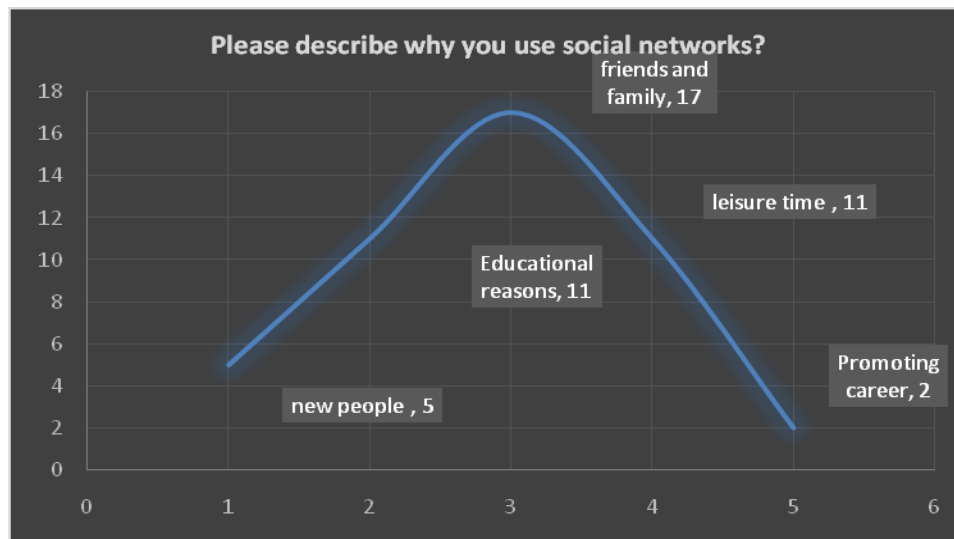 Please describe why you use social networks?
friends and
family, 17
18
16
14
leisure time , 11
12
10
Educational
reasons, 11
8
6
Promoting
career, 2
4
new people , 5
2
0
0 1 2 3 4 5 6